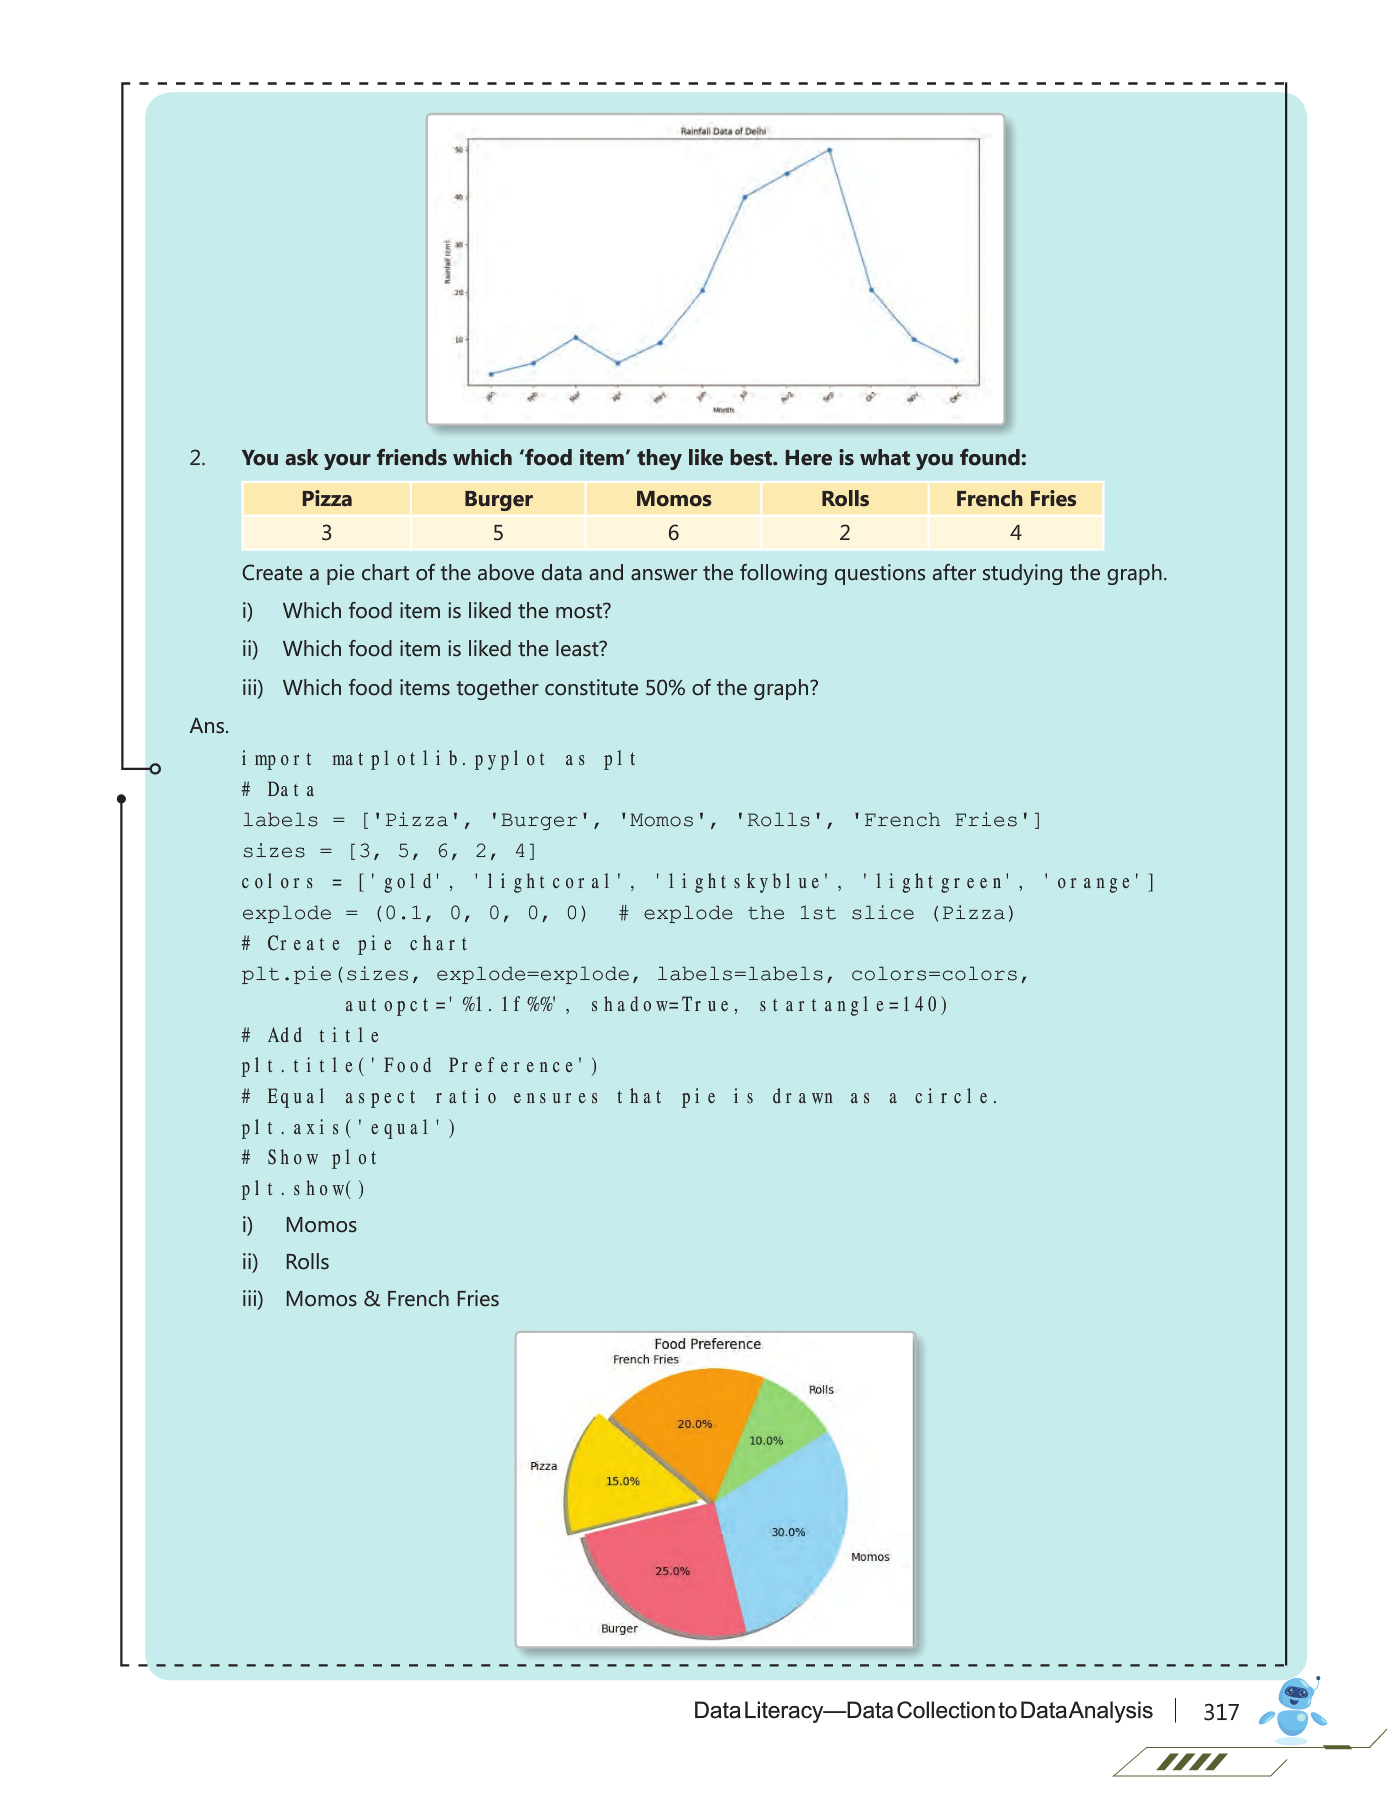 Rainfall Data of Delhi
50
40
30
20
10
Rainfall (cm)
Jan Feb Mar Apr May Jun Jul Aug Sep Oct Nov Dec
Month
2. You ask your friends which ‘food item’ they like best. Here is what you found:
Pizza Burger Momos Rolls French Fries
3 5 6 2 4
Create a pie chart of the above data and answer the following questions after studying the graph.
i) Which food item is liked the most?
ii) Which food item is liked the least?
iii) Which food items together constitute 50% of the graph?
Ans.
import matplotlib.pyplot as plt
# Data
labels = ['Pizza', 'Burger', 'Momos', 'Rolls', 'French Fries']
sizes = [3, 5, 6, 2, 4]
colors = ['gold', 'lightcoral', 'lightskyblue', 'lightgreen', 'orange']
explode = (0.1, 0, 0, 0, 0)  # explode the 1st slice (Pizza)
# Create pie chart
plt.pie(sizes, explode=explode, labels=labels, colors=colors,
autopct='%1.1f%%', shadow=True, startangle=140)
# Add title
plt.title('Food Preference')
# Equal aspect ratio ensures that pie is drawn as a circle.
plt.axis('equal')
# Show plot
plt.show()
i) Momos
ii) Rolls
iii) Momos & French Fries
Food Preference
French Fries
Rolls
20.0%
10.0%
Pizza
15.0%
30.0%
Momos
25.0%
Burger
Data Literacy—Data Collection to Data Analysis 317